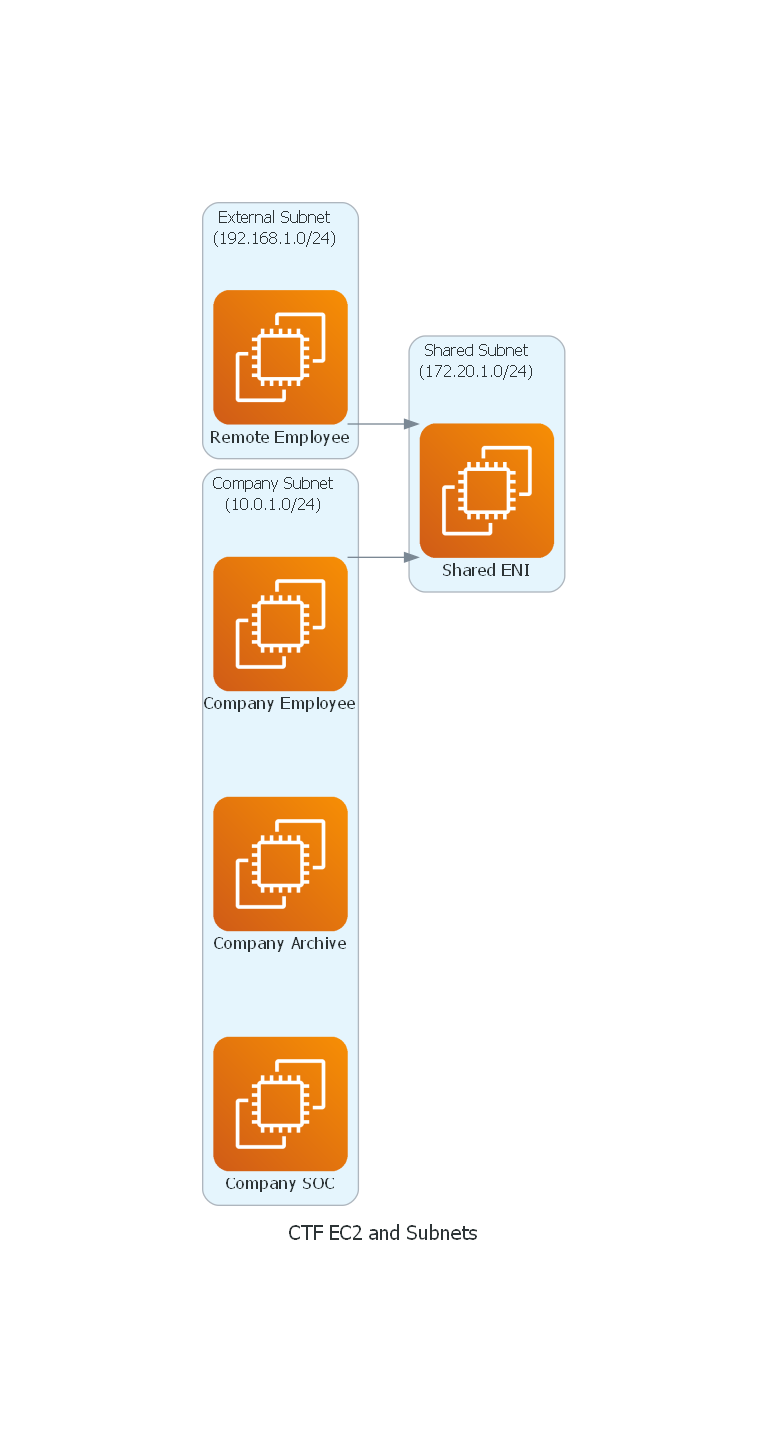 External Subnet
(192.168.1.0/24)
Remote Employee
Shared Subnet
(172.20.1.0/24)
Shared ENI
Company Subnet
(10.0.1.0/24)
Company Employee
Company Archive
Company SOC
CTF EC2 and Subnets